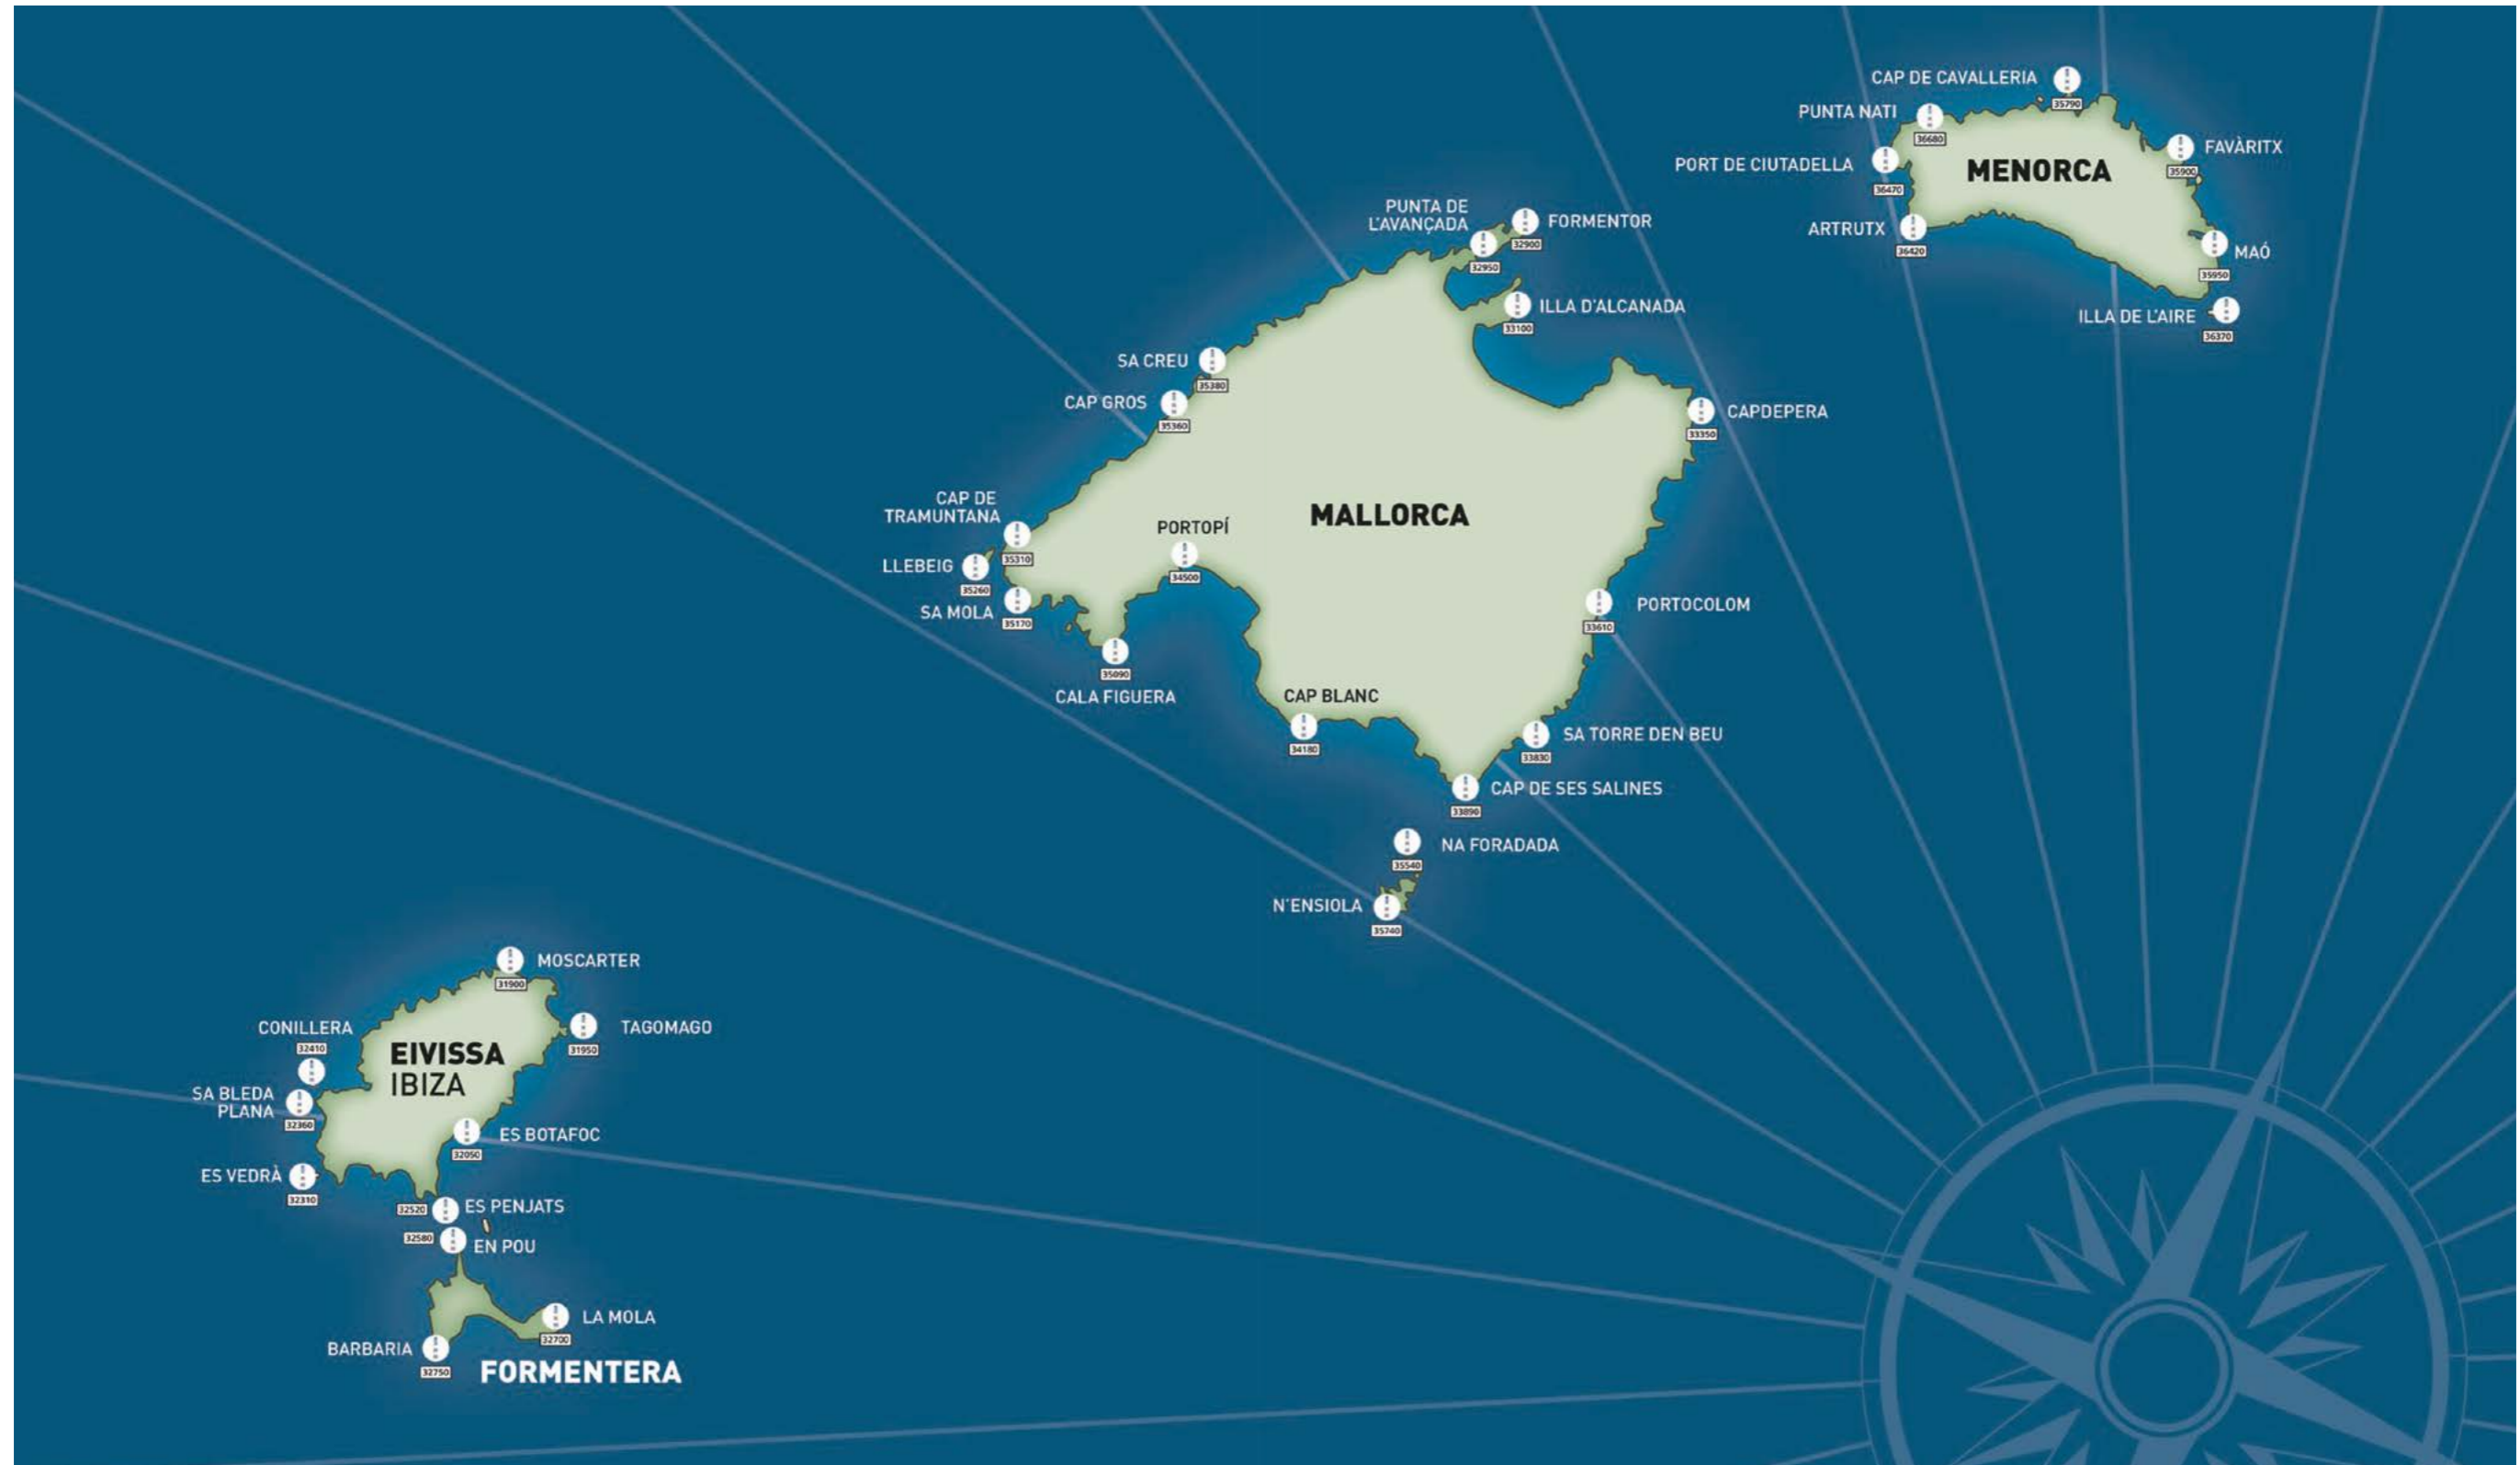 CAP DE CAVALLERIA
35790
PUNTA NATI
36680
FAVÀRITX
35900
PORT DE CIUTADELLA
36470
MENORCA
ARTRUTX
36420
MAÓ
35950
ILLA DE L'AIRE
36370
PUNTA DE
L'AVANÇADA
32950
FORMENTOR
32900
ILLA D'ALCANADA
33100
SA CREU
35380
CAP GROS
35360
CAPDEPERA
33350
CAP DE
TRAMUNTANA
35310
PORTOPÍ
34500
MALLORCA
LLEBEIG
35260
SA MOLA
35170
PORTOCOLOM
33610
35090
CALA FIGUERA
CAP BLANC
34180
SA TORRE DEN BEU
33830
CAP DE SES SALINES
33890
NA FORADADA
35540
N'ENSIOLA
35740
MOSCARTER
31900
CONILLERA
32410
TAGOMAGO
31950
EIVISSA
IBIZA
SA BLEDA
PLANA
32360
ES BOTAFOC
32050
ES VEDRÀ
32310
32520
ES PENJATS
32580
EN POU
LA MOLA
32700
BARBARIA
32750
FORMENTERA